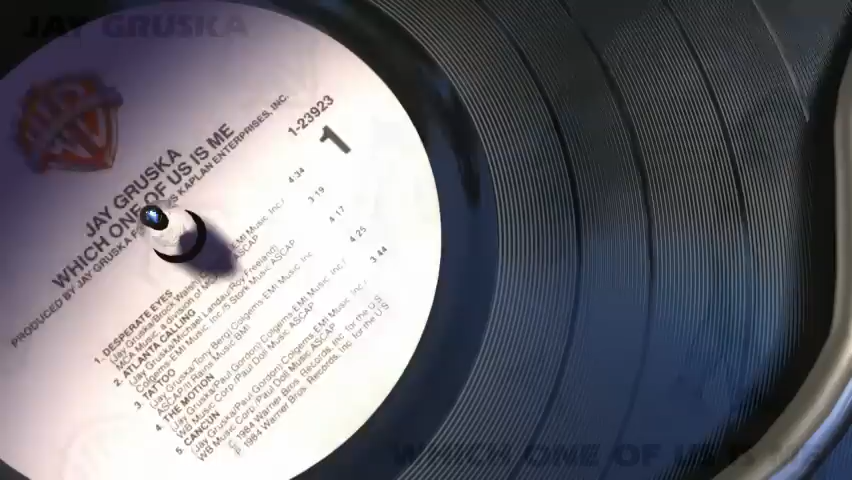 JAY GRUSKA
WB
JAY GRUSKA
WHICH ONE OF US IS ME
PRODUCED BY JAY GRUSKA KAPLAN ENTERPRISES, INC.
1-23923
1
1. DESPERATE EYES 4:34
(Jay Gruska/Brock Walsh) EMI Music, Inc./
MCA Music, a division of ASCAP
2. ATLANTA CALLING 3:19
(Jay Gruska/Michael Landau/Roy Freeland)
Colgems-EMI Music, Inc./5 Stork Music ASCAP
3. TATTOO 4:17
(Jay Gruska/Tony Berg) Colgems EMI Music, Inc.
ASCAP/It Rains Music BMI
4. THE MOTION 4:25
(Jay Gruska/Paul Gordon) Colgems EMI Music, Inc./
WB Music Corp./Paul Doll Music ASCAP
5. CANCUN 3:44
(Jay Gruska/Paul Gordon) Colgems EMI Music, Inc./
WB Music Corp./Paul Doll Music ASCAP
© 1984 Warner Bros. Records, Inc. for the U.S.
℗ 1984 Warner Bros. Records, Inc. for the U.S.
WHICH ONE OF US IS ME